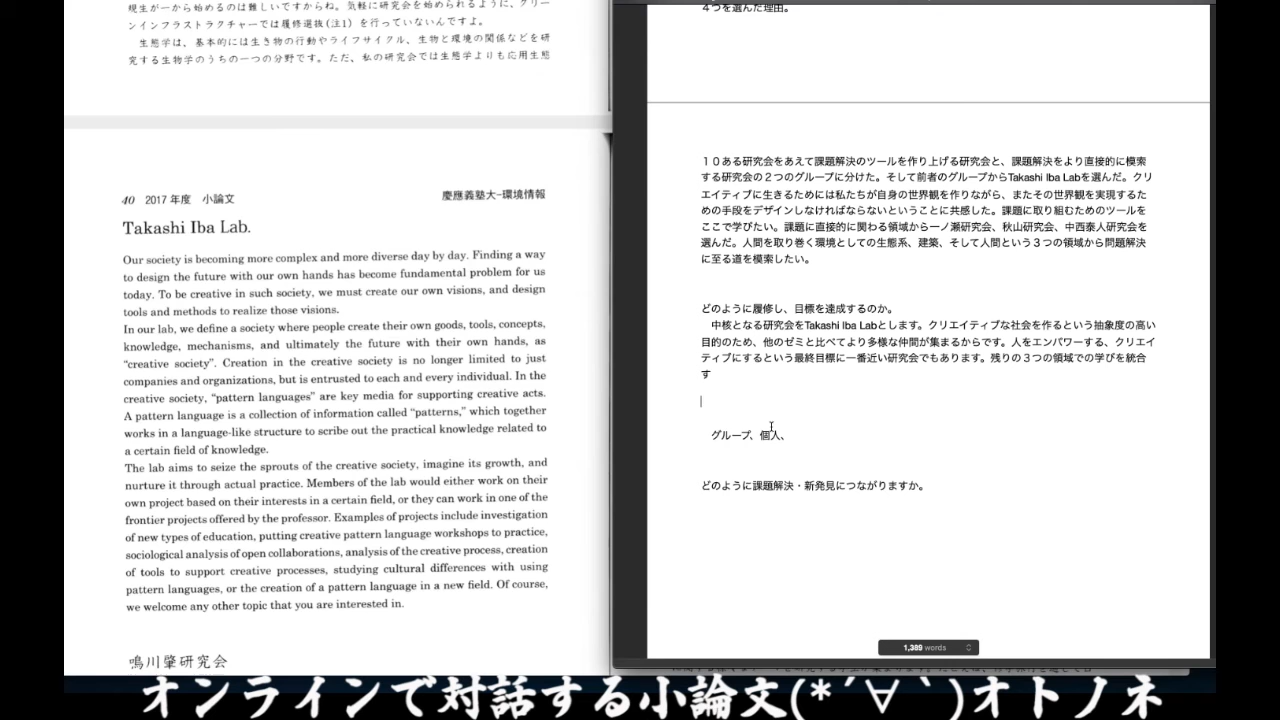 現生が一から始めるのは難しいですからね。気軽に研究会を始められるように、グリー
ンインフラストラクチャーでは履修選抜(注1)を行っていないんですよ。
生態学は、基本的には生き物の行動やライフサイクル、生物と環境の関係などを研
究する生物学のうちの一つの分野です。ただ、私の研究会では生態学よりも応用生態
40 2017年度 小論文
慶應義塾大−環境情報
Takashi Iba Lab.
Our society is becoming more complex and more diverse day by day. Finding a way
to design the future with our own hands has become fundamental problem for us
today. To be creative in such society, we must create our own visions, and design
tools and methods to realize those visions.
In our lab, we define a society where people create their own goods, tools, concepts,
knowledge, mechanisms, and ultimately the future with their own hands, as
“creative society”. Creation in the creative society is no longer limited to just
companies and organizations, but is entrusted to each and every individual. In the
creative society, “pattern languages” are key media for supporting creative acts.
A pattern language is a collection of information called “patterns,” which together
works in a language-like structure to scribe out the practical knowledge related to
a certain field of knowledge.
The lab aims to seize the sprouts of the creative society, imagine its growth, and
nurture it through actual practice. Members of the lab would either work on their
own project based on their interests in a certain field, or they can work in one of the
frontier projects offered by the professor. Examples of projects include investigation
of new types of education, putting creative pattern language workshops to practice,
sociological analysis of open collaborations, analysis of the creative process, creation
of tools to support creative processes, studying cultural differences with using
pattern languages, or the creation of a pattern language in a new field. Of course,
we welcome any other topic that you are interested in.
鳴川肇研究会
４つを選んだ理由。
１０ある研究会をあえて課題解決のツールを作り上げる研究会と、課題解決をより直接的に模索
する研究会の２つのグループに分けた。そして前者のグループからTakashi Iba Labを選んだ。クリ
エイティブに生きるためには私たちが自身の世界観を作りながら、またその世界観を実現するた
めの手段をデザインしなければならないということに共感した。課題に取り組むためのツールを
ここで学びたい。課題に直接的に関わる領域から一ノ瀬研究会、秋山研究会、中西泰人研究会を
選んだ。人間を取り巻く環境としての生態系、建築、そして人間という３つの領域から問題解決
に至る道を模索したい。
どのように履修し、目標を達成するのか。
中核となる研究会をTakashi Iba Labとします。クリエイティブな社会を作るという抽象度の高い
目的のため、他のゼミと比べてより多様な仲間が集まるからです。人をエンパワーする、クリエイ
ティブにするという最終目標に一番近い研究会でもあります。残りの３つの領域での学びを統合
す
グループ、個人、
どのように課題解決・新発見につながりますか。
1,389 words
オンラインで対話する小論文(*´∀｀)オトノネ